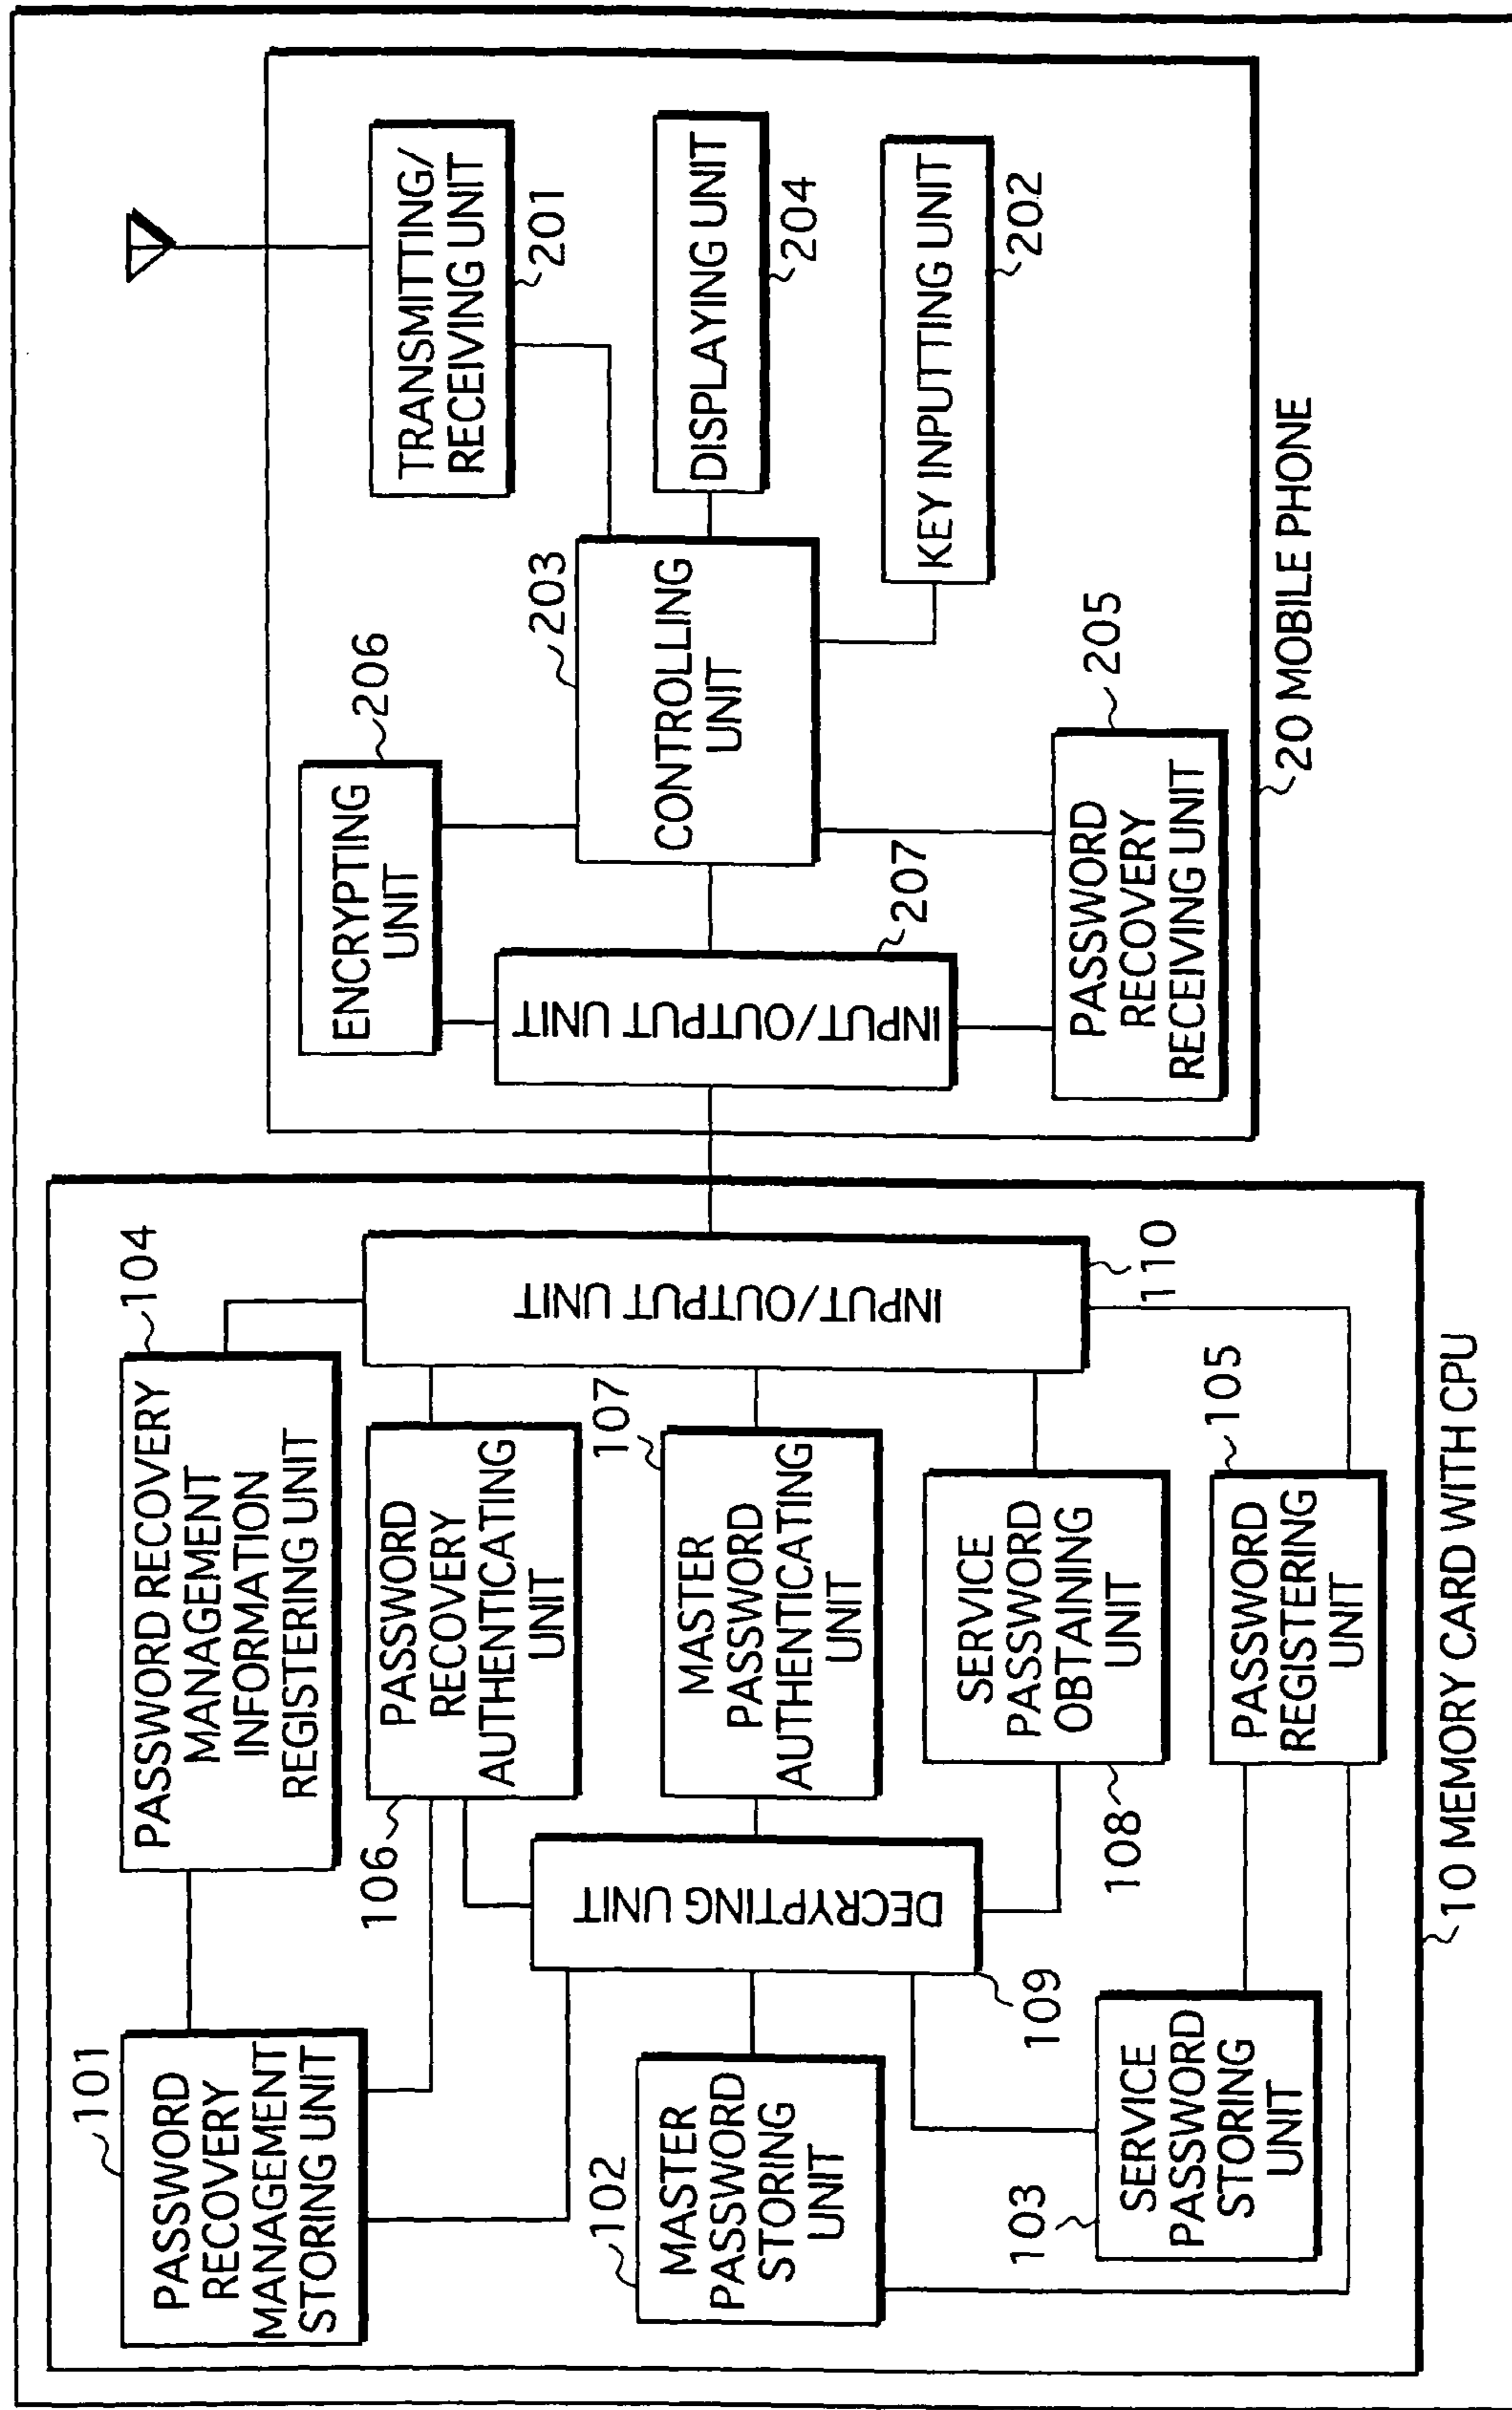 104
PASSWORD RECOVERY
MANAGEMENT
INFORMATION
REGISTERING UNIT
101
PASSWORD
RECOVERY
MANAGEMENT
STORING UNIT
106
PASSWORD
RECOVERY
AUTHENTICATING
UNIT
107
MASTER
PASSWORD
AUTHENTICATING
UNIT
102
MASTER
PASSWORD
STORING
UNIT
DECRYPTING UNIT
109
SERVICE
PASSWORD
OBTAINING
UNIT
108
103
SERVICE
PASSWORD
STORING
UNIT
105
PASSWORD
REGISTERING
UNIT
INPUT/OUTPUT UNIT
110
10 MEMORY CARD WITH CPU
206
ENCRYPTING
UNIT
INPUT/OUTPUT UNIT
207
203
CONTROLLING
UNIT
TRANSMITTING/
RECEIVING UNIT
201
DISPLAYING UNIT
204
KEY INPUTTING UNIT
202
205
PASSWORD
RECOVERY
RECEIVING UNIT
20 MOBILE PHONE